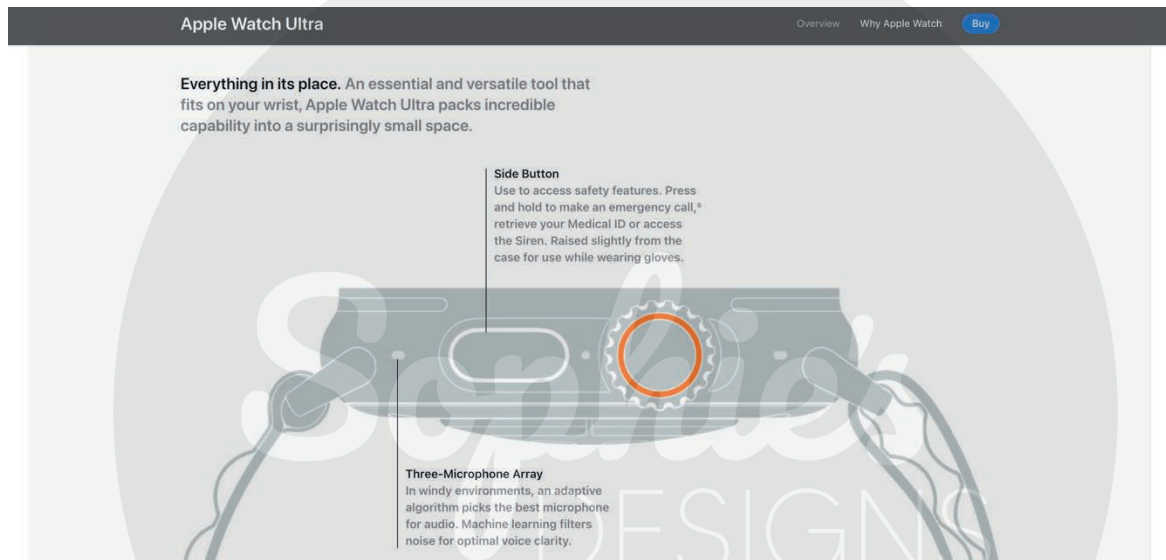 Apple Watch Ultra
Overview Why Apple Watch Buy
Everything in its place. An essential and versatile tool that
fits on your wrist, Apple Watch Ultra packs incredible
capability into a surprisingly small space.
Side Button
Use to access safety features. Press
and hold to make an emergency call,⁶
retrieve your Medical ID or access
the Siren. Raised slightly from the
case for use while wearing gloves.
Sophie's
DESIGNS
Three-Microphone Array
In windy environments, an adaptive
algorithm picks the best microphone
for audio. Machine learning filters
noise for optimal voice clarity.